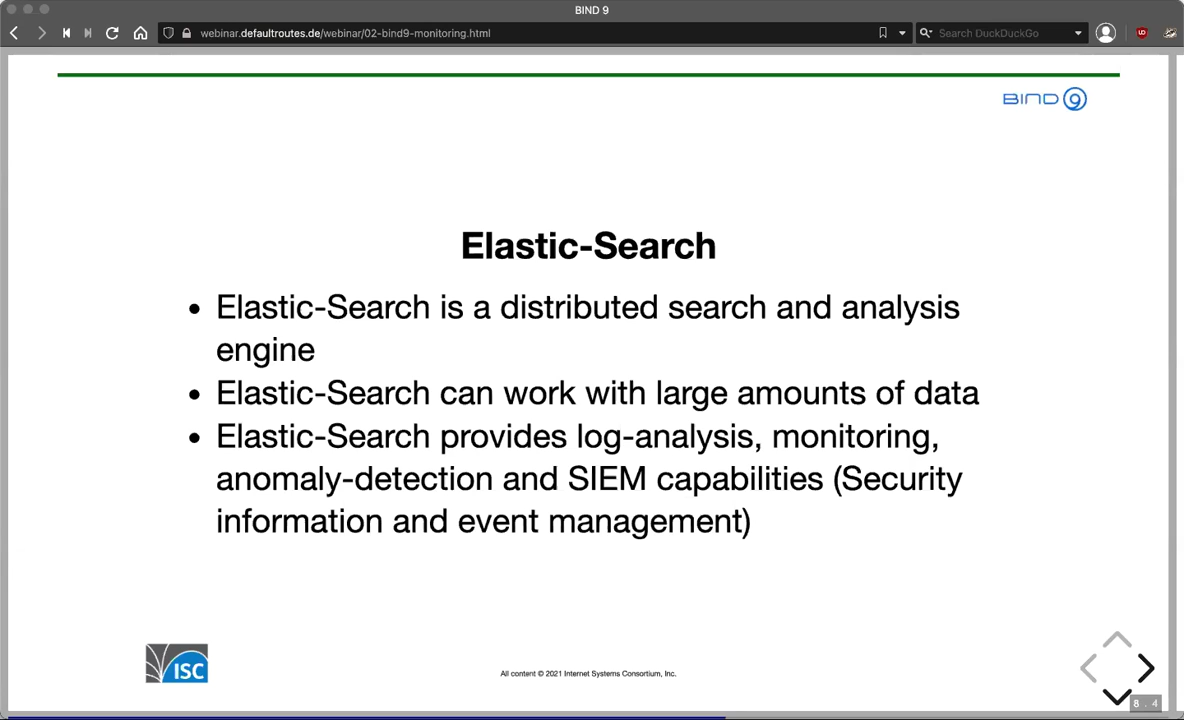 BIND 9
webinar.defaultroutes.de/webinar/02-bind9-monitoring.html
Search DuckDuckGo
BIND 9
Elastic-Search
• Elastic-Search is a distributed search and analysis
engine
• Elastic-Search can work with large amounts of data
• Elastic-Search provides log-analysis, monitoring,
anomaly-detection and SIEM capabilities (Security
information and event management)
ISC
All content © 2021 Internet Systems Consortium, Inc.
8.4